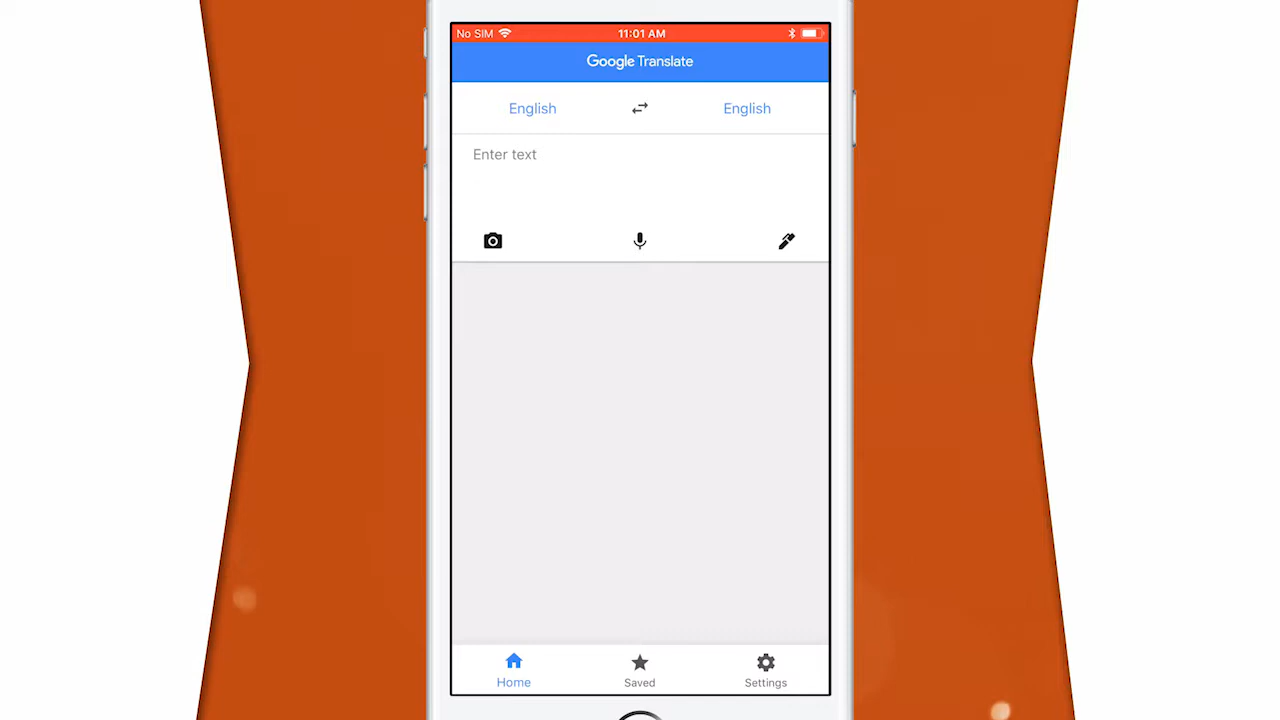 No SIM 11:01 AM
Google Translate
English English
Enter text
Home Saved Settings